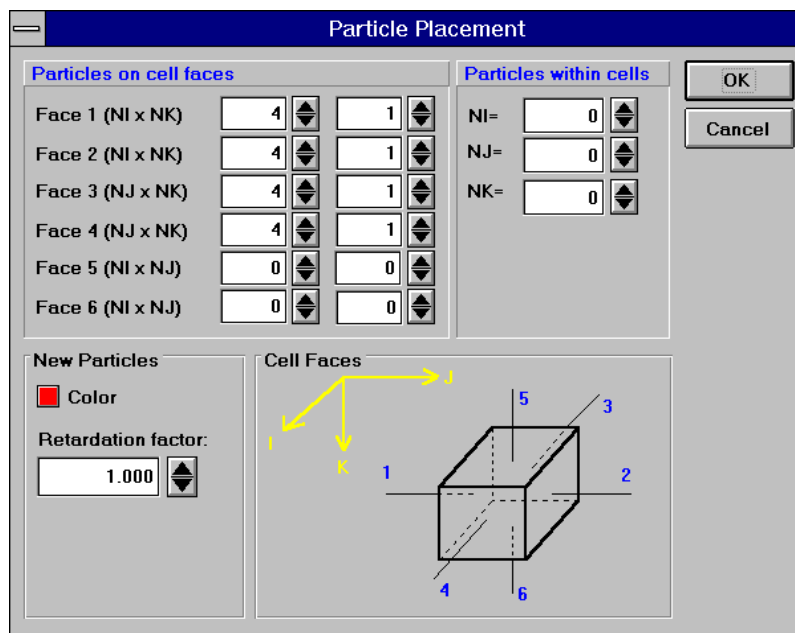 Particle Placement
Particles on cell faces
Face 1 (NI x NK) 4 1
Face 2 (NI x NK) 4 1
Face 3 (NJ x NK) 4 1
Face 4 (NJ x NK) 4 1
Face 5 (NI x NJ) 0 0
Face 6 (NI x NJ) 0 0
Particles within cells
NI= 0
NJ= 0
NK= 0
OK
Cancel
New Particles
Color
Retardation factor:
1.000
Cell Faces
J
I
K
5
3
1
2
4
6